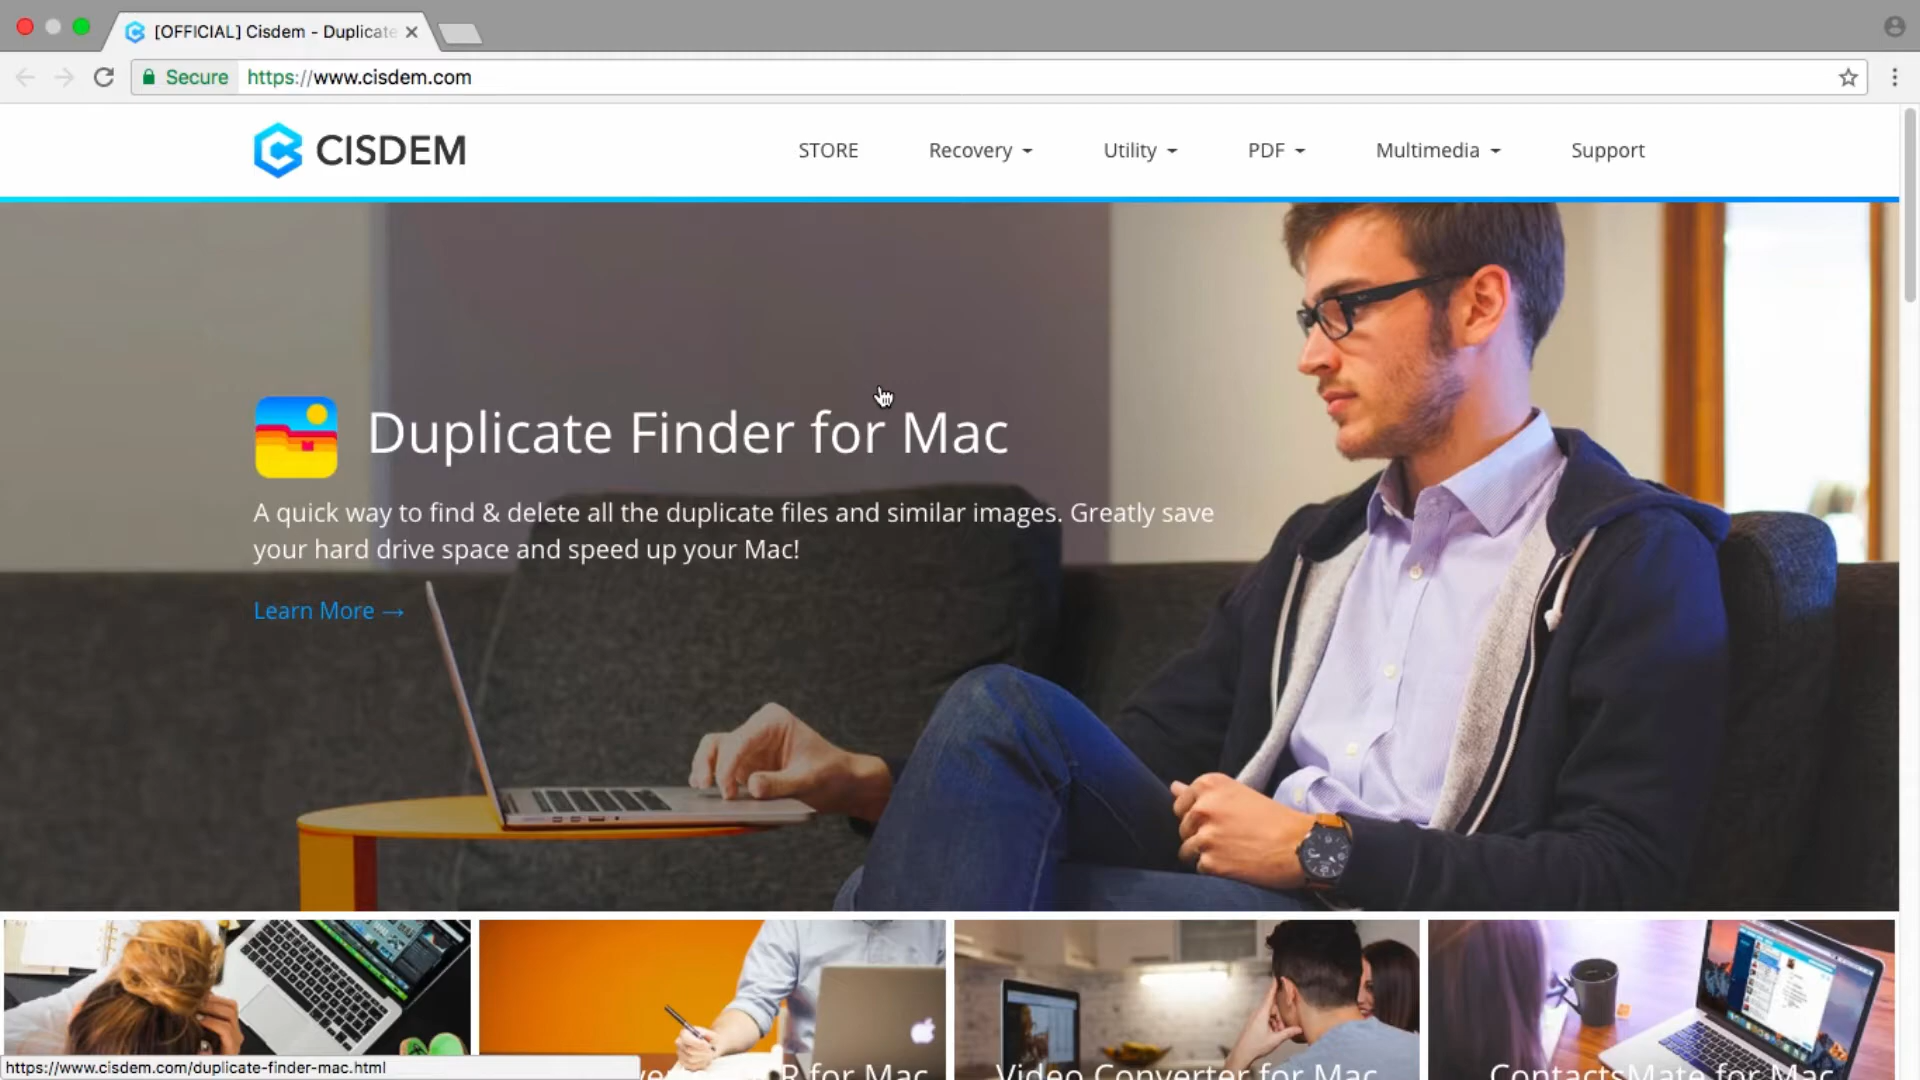 [OFFICIAL] Cisdem - Duplicate
Secure https://www.cisdem.com
CISDEM
STORE Recovery Utility PDF Multimedia Support
Duplicate Finder for Mac
A quick way to find & delete all the duplicate files and similar images. Greatly save
your hard drive space and speed up your Mac!
Learn More →
R for Mac Video Converter for Mac ContactsMate for Mac
https://www.cisdem.com/duplicate-finder-mac.html